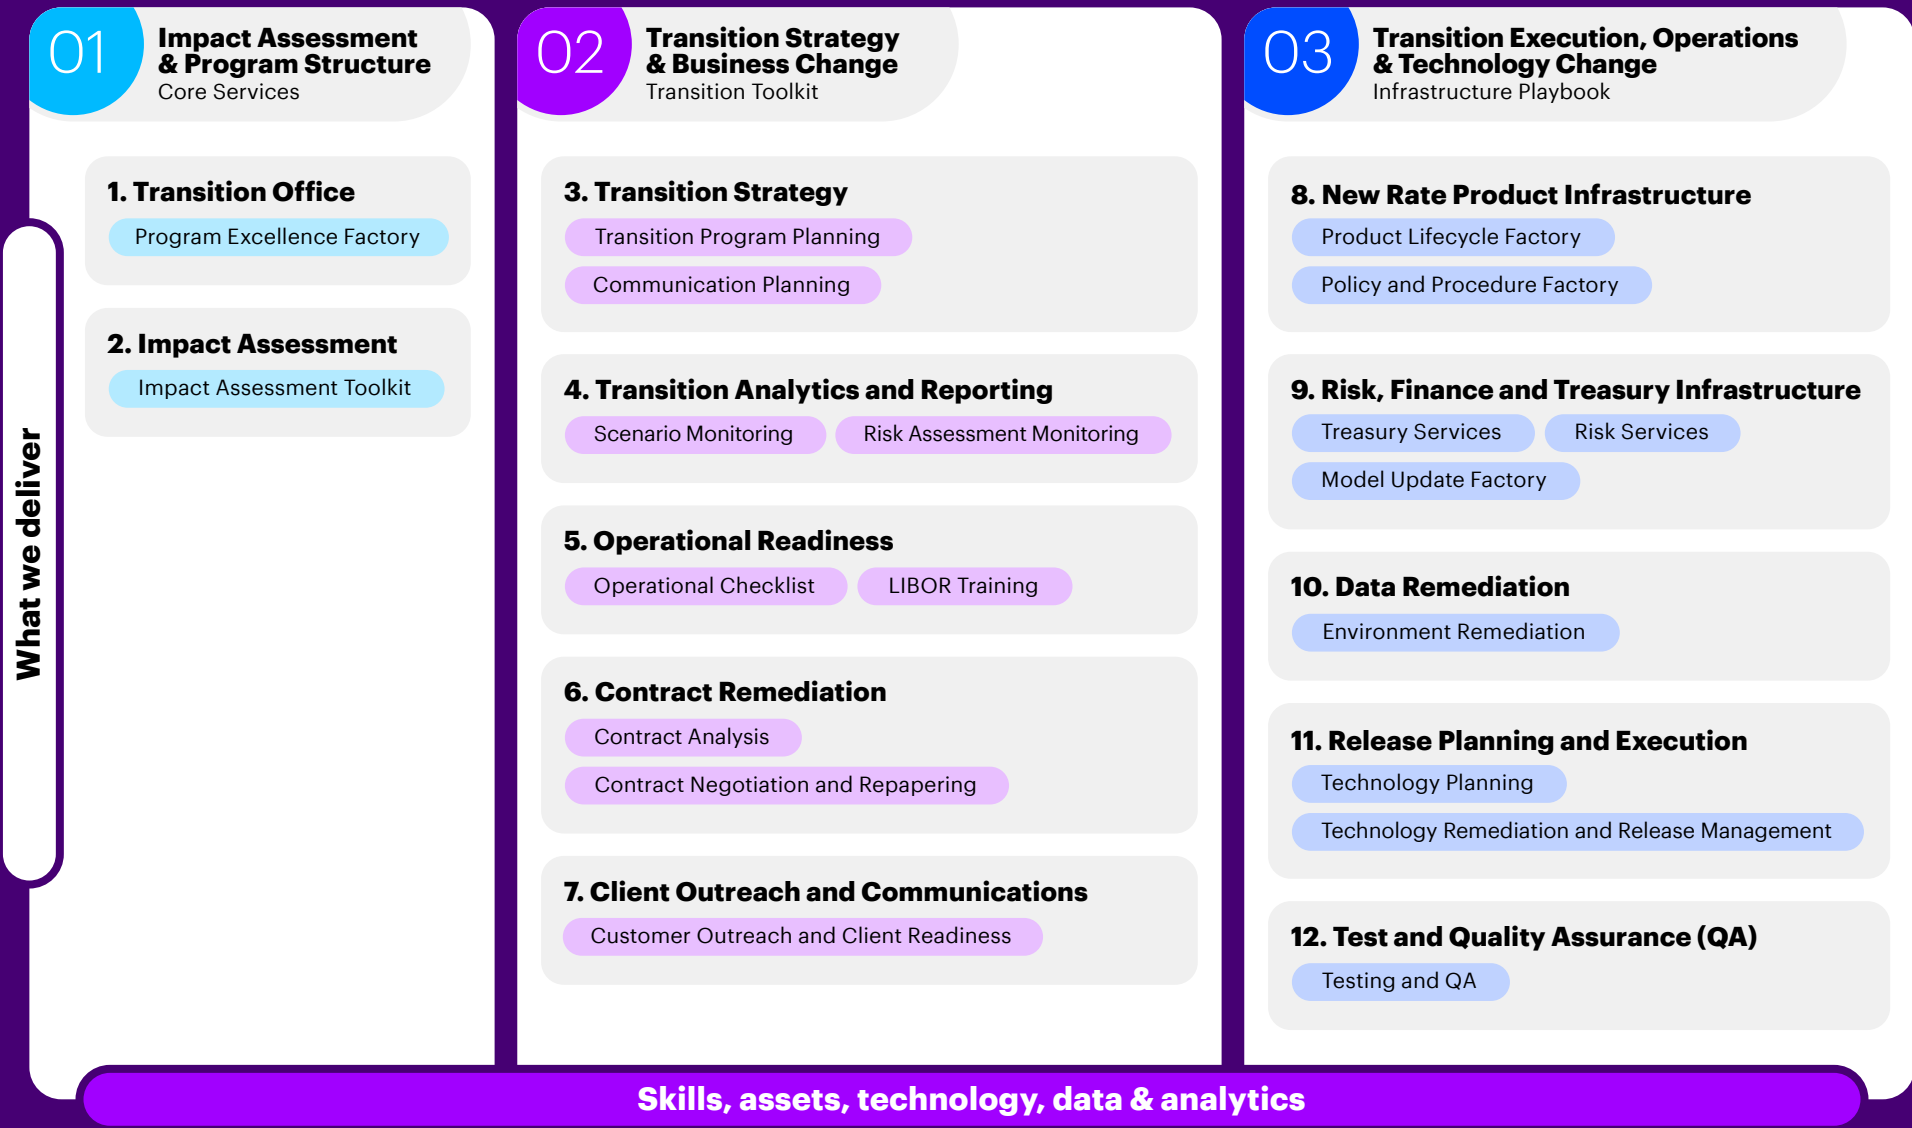 What we deliver
01
Impact Assessment
& Program Structure
Core Services
1. Transition Office
Program Excellence Factory
2. Impact Assessment
Impact Assessment Toolkit
02
Transition Strategy
& Business Change
Transition Toolkit
3. Transition Strategy
Transition Program Planning
Communication Planning
4. Transition Analytics and Reporting
Scenario Monitoring
Risk Assessment Monitoring
5. Operational Readiness
Operational Checklist
LIBOR Training
6. Contract Remediation
Contract Analysis
Contract Negotiation and Repapering
7. Client Outreach and Communications
Customer Outreach and Client Readiness
03
Transition Execution, Operations
& Technology Change
Infrastructure Playbook
8. New Rate Product Infrastructure
Product Lifecycle Factory
Policy and Procedure Factory
9. Risk, Finance and Treasury Infrastructure
Treasury Services
Risk Services
Model Update Factory
10. Data Remediation
Environment Remediation
11. Release Planning and Execution
Technology Planning
Technology Remediation and Release Management
12. Test and Quality Assurance (QA)
Testing and QA
Skills, assets, technology, data & analytics